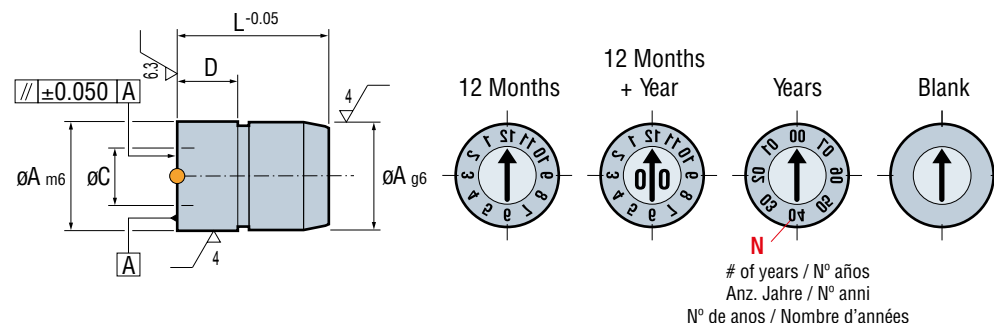 L -0.05
D
6.3
// ±0.050 A
4
øA m6
øC
øA g6
A
4
12 Months
1 2 3 4 5 6 7 8 9 10 11 12
12 Months
+ Year
1 2 3 4 5 6 7 8 9 10 11 12
0 0
Years
00 01 02 03 04 05 06 07
N
# of years / Nº años
Anz. Jahre / Nº anni
Nº de anos / Nombre d’années
Blank